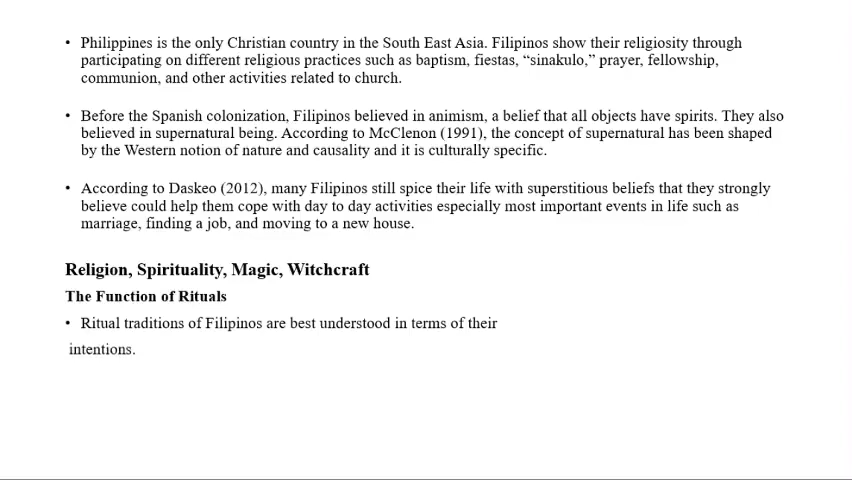 • Philippines is the only Christian country in the South East Asia. Filipinos show their religiosity through
participating on different religious practices such as baptism, fiestas, “sinakulo,” prayer, fellowship,
communion, and other activities related to church.
• Before the Spanish colonization, Filipinos believed in animism, a belief that all objects have spirits. They also
believed in supernatural being. According to McClenon (1991), the concept of supernatural has been shaped
by the Western notion of nature and causality and it is culturally specific.
• According to Daskeo (2012), many Filipinos still spice their life with superstitious beliefs that they strongly
believe could help them cope with day to day activities especially most important events in life such as
marriage, finding a job, and moving to a new house.
Religion, Spirituality, Magic, Witchcraft
The Function of Rituals
• Ritual traditions of Filipinos are best understood in terms of their
intentions.